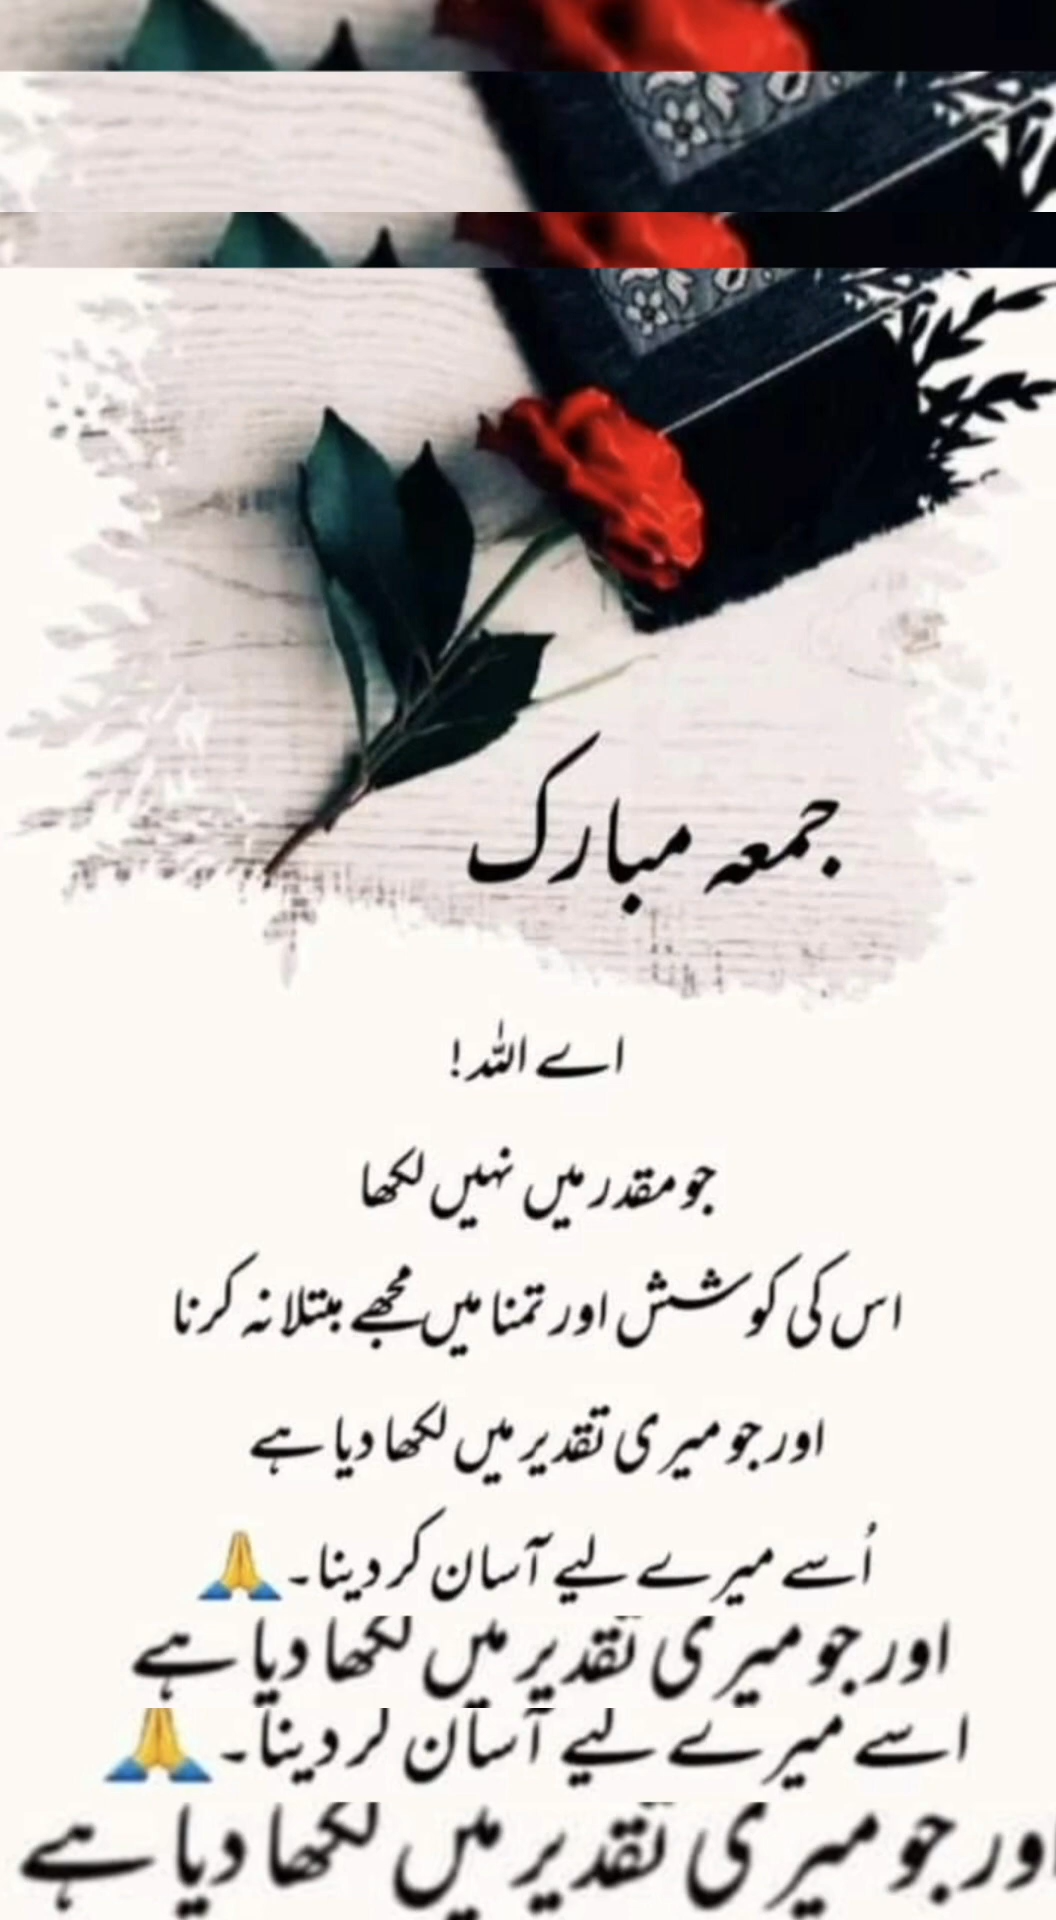 جمعہ مبارک
اے اللہ!
جو مقدر میں نہیں لکھا
اس کی کوشش اور تمنا میں مجھے مبتلا نہ کرنا
اور جو میری تقدیر میں لکھا دیا ہے
اُسے میرے لیے آسان کر دینا۔🙏
اور جو میری تقدیر میں لکھا دیا ہے
اسے میرے لیے آسان کر دینا۔🙏
اور جو میری تقدیر میں لکھا دیا ہے